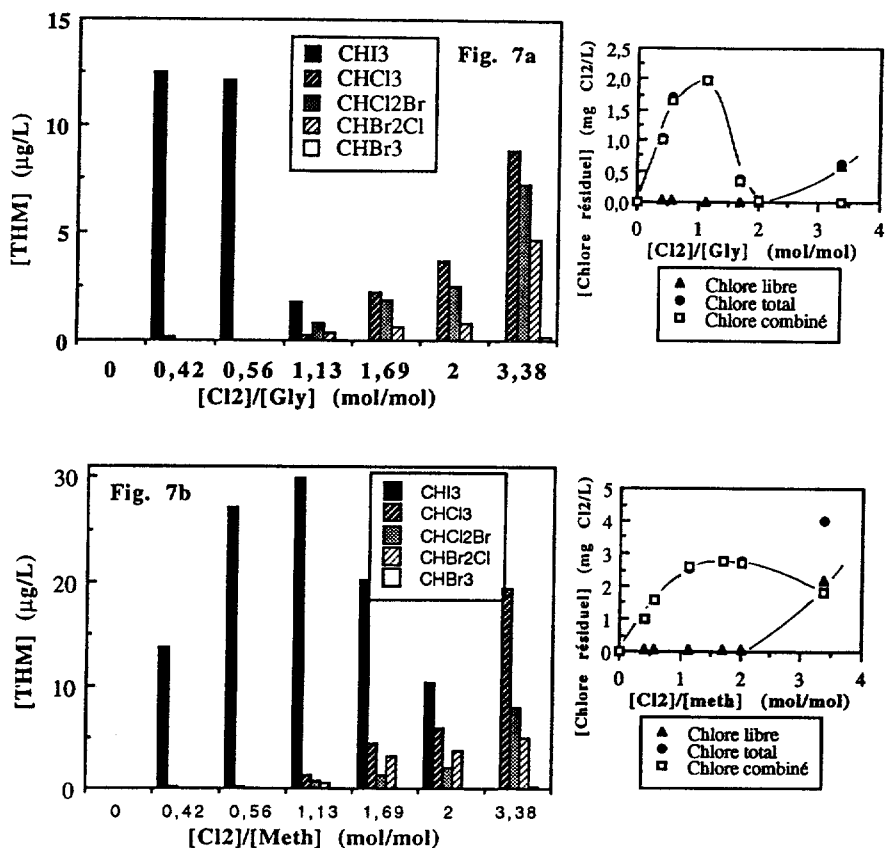 15
10
5
0
[THM] (µg/L)
CHI3
CHCl3
CHCl2Br
CHBr2Cl
CHBr3
Fig. 7a
0 0,42 0,56 1,13 1,69 2 3,38
[Cl2]/[Gly] (mol/mol)
[Chlore résiduel] (mg Cl2/L)
2,5
2,0
1,5
1,0
0,5
0,0
0 1 2 3 4
[Cl2]/[Gly] (mol/mol)
Chlore libre
Chlore total
Chlore combiné
30
20
10
0
[THM] (µg/L)
Fig. 7b
CHI3
CHCl3
CHCl2Br
CHBr2Cl
CHBr3
0 0,42 0,56 1,13 1,69 2 3,38
[Cl2]/[Meth] (mol/mol)
[Chlore résiduel] (mg Cl2/L)
5
4
3
2
1
0
0 1 2 3 4
[Cl2]/[meth] (mol/mol)
Chlore libre
Chlore total
Chlore combiné